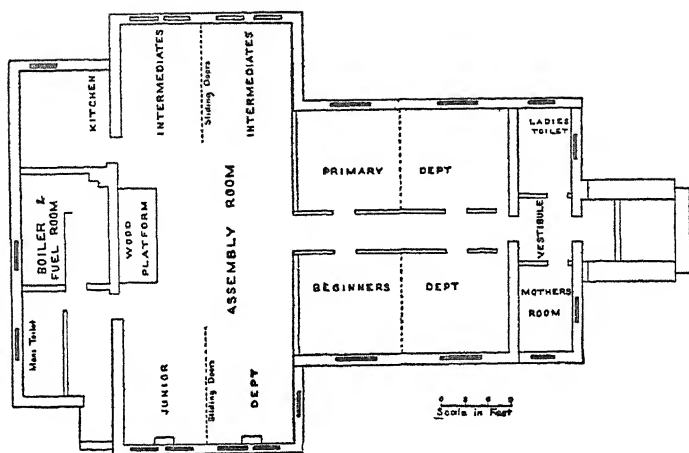 KITCHEN
INTERMEDIATES
Sliding Doors
INTERMEDIATES
BOILER &
FUEL ROOM
WOOD
PLATFORM
ASSEMBLY ROOM
PRIMARY DEPT
LADIES
TOILET
VESTIBULE
BEGINNERS DEPT
MOTHERS
ROOM
Mens Toilet
JUNIOR
Sliding Doors
DEPT
Scale in Feet